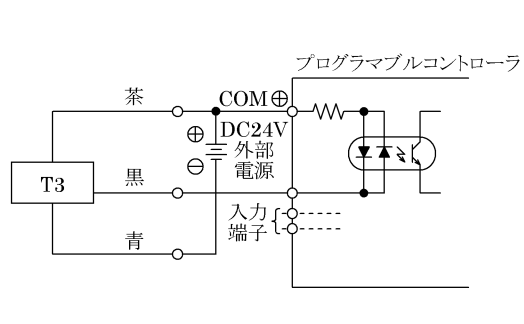 プログラマブルコントローラ
茶
COM⊕
⊕
DC24V
外部
電源
⊖
T3
黒
入力
端子
青